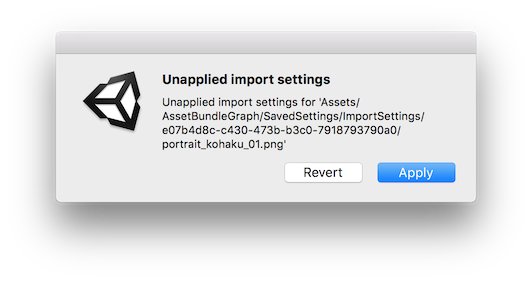 Unapplied import settings
Unapplied import settings for 'Assets/
AssetBundleGraph/SavedSettings/ImportSettings/
e07b4d8c-c430-473b-b3c0-7918793790a0/
portrait_kohaku_01.png'
Revert
Apply